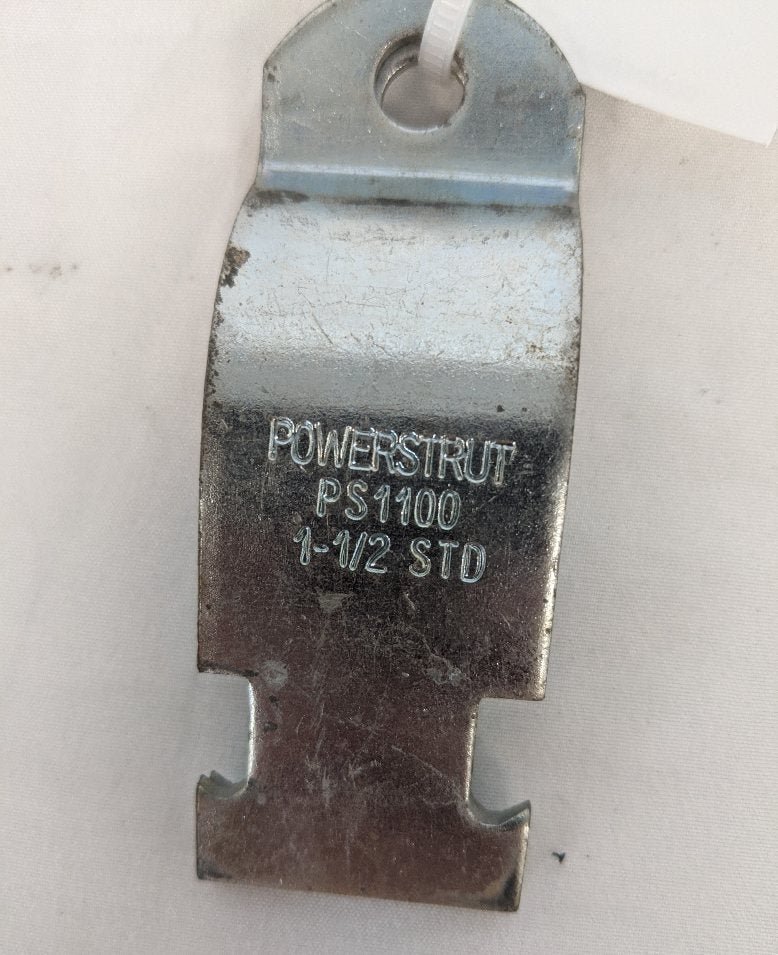 POWERSTRUT
PS1100
1-1/2 STD